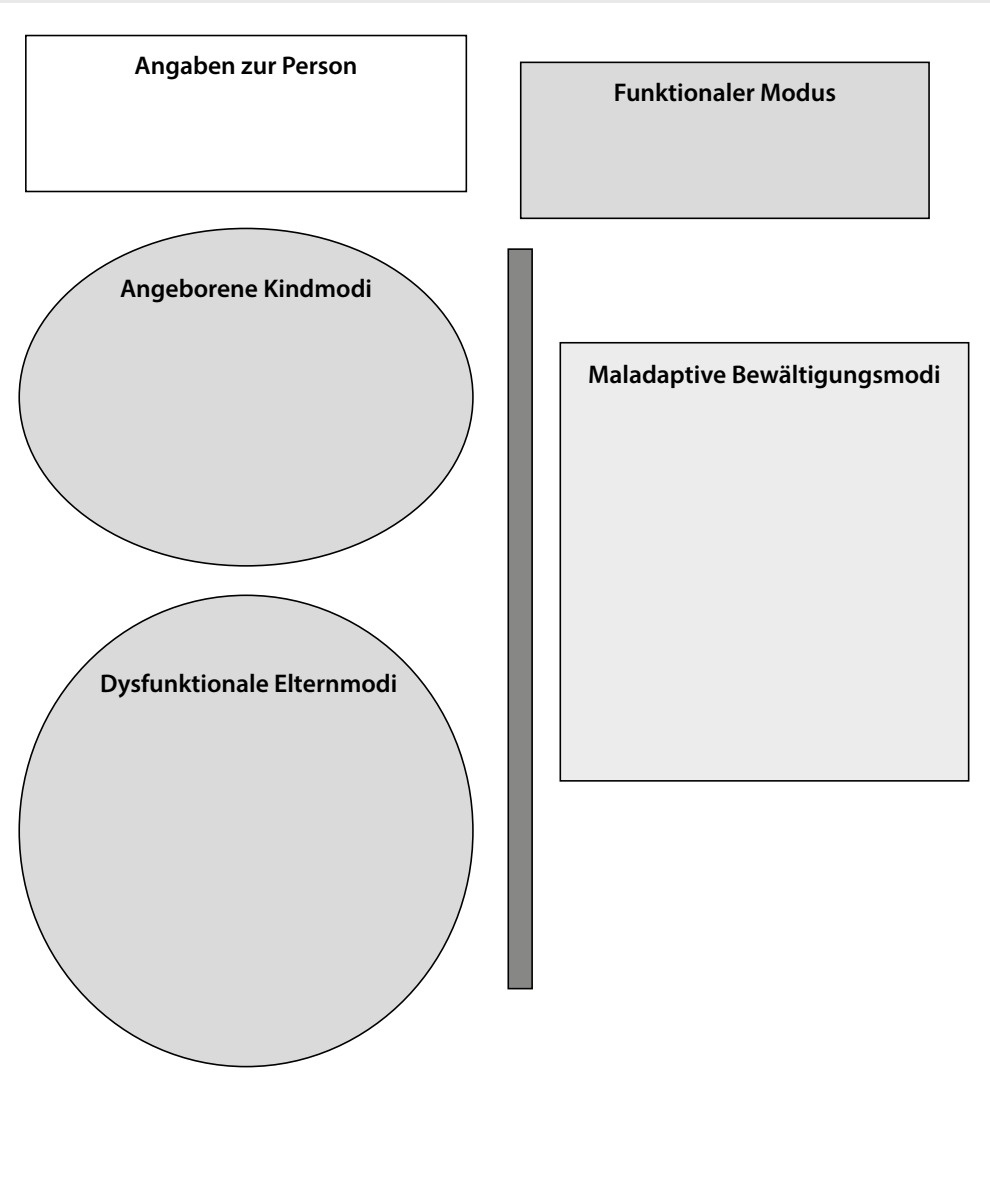 Angaben zur Person
Funktionaler Modus
Angeborene Kindmodi
Maladaptive Bewältigungsmodi
Dysfunktionale Elternmodi